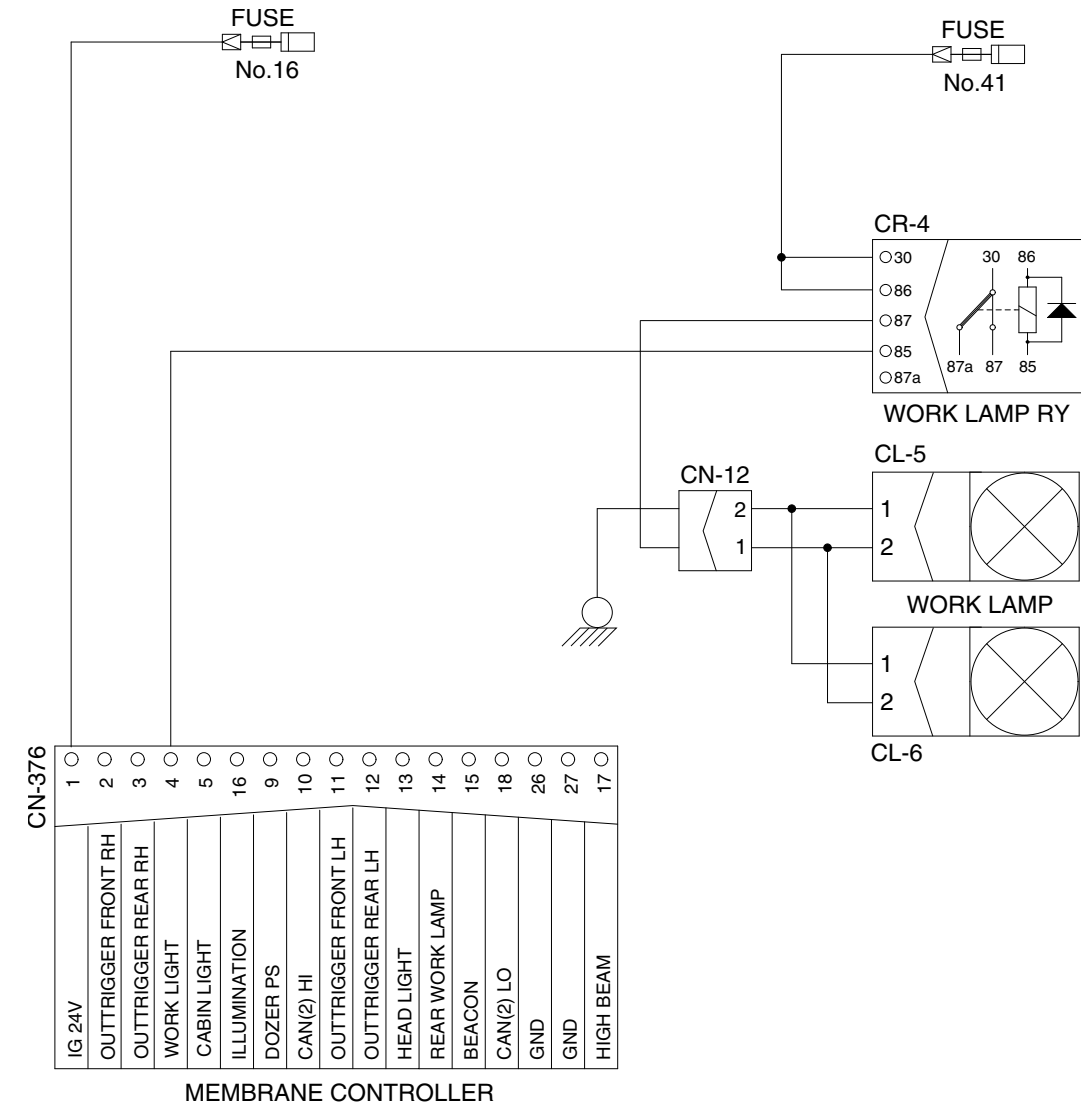 FUSE
No.16
FUSE
No.41
CR-4
30
86
87
85
87a
30 86
87a 87 85
WORK LAMP RY
CL-5
1
2
WORK LAMP
1
2
CL-6
CN-12
2
1
CN-376
1 2 3 4 5 16 9 10 11 12 13 14 15 18 26 27 17
IG 24V
OUTTRIGGER FRONT RH
OUTTRIGGER REAR RH
WORK LIGHT
CABIN LIGHT
ILLUMINATION
DOZER PS
CAN(2) HI
OUTTRIGGER FRONT LH
OUTTRIGGER REAR LH
HEAD LIGHT
REAR WORK LAMP
BEACON
CAN(2) LO
GND
GND
HIGH BEAM
MEMBRANE CONTROLLER